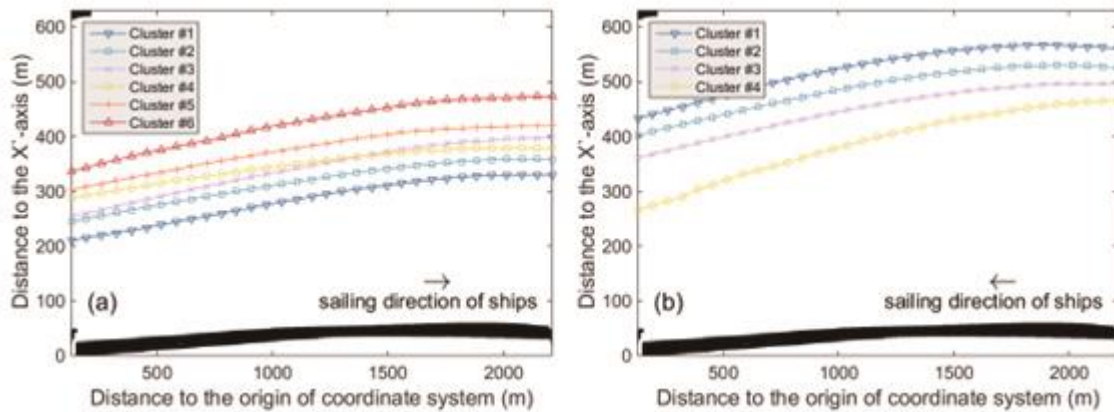 600
500
400
300
200
100
0
Distance to the X`-axis (m)
Cluster #1
Cluster #2
Cluster #3
Cluster #4
Cluster #5
Cluster #6
(a)
→
sailing direction of ships
500
1000
1500
2000
Distance to the origin of coordinate system (m)
600
500
400
300
200
100
0
Distance to the X`-axis (m)
Cluster #1
Cluster #2
Cluster #3
Cluster #4
(b)
←
sailing direction of ships
500
1000
1500
2000
Distance to the origin of coordinate system (m)